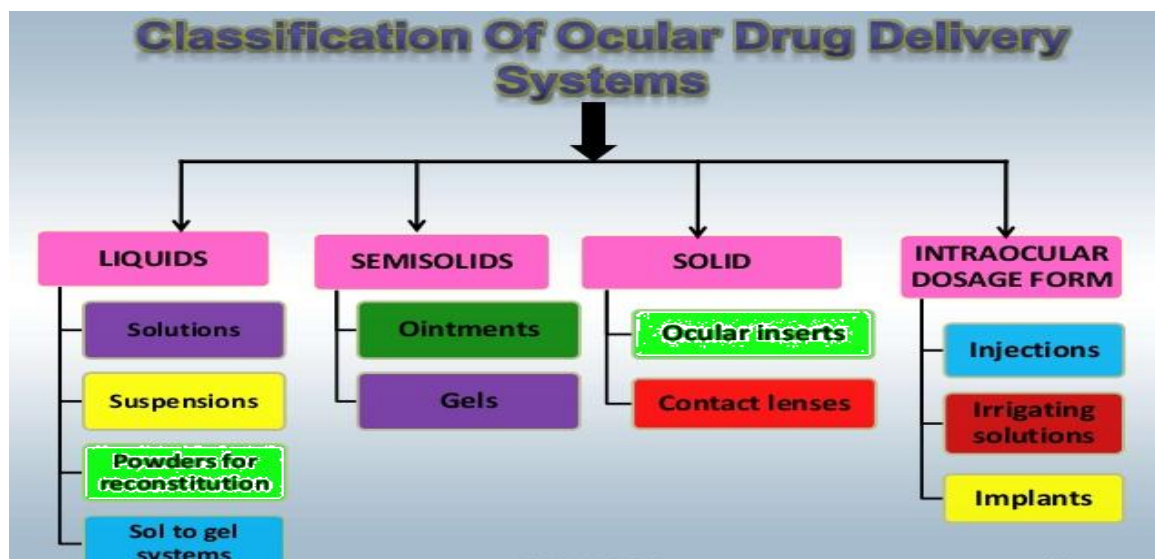 Classification Of Ocular Drug Delivery
Systems
LIQUIDS
Solutions
Suspensions
Powders for
reconstitution
Sol to gel
systems
SEMISOLIDS
Ointments
Gels
SOLID
Ocular inserts
Contact lenses
INTRAOCULAR
DOSAGE FORM
Injections
Irrigating
solutions
Implants